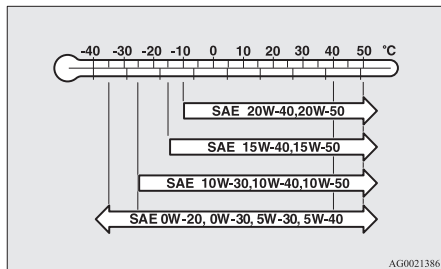 -40 -30 -20 -10 0 10 20 30 40 50 °C
SAE 20W-40,20W-50
SAE 15W-40,15W-50
SAE 10W-30,10W-40,10W-50
SAE 0W-20, 0W-30, 5W-30, 5W-40
AG0021386